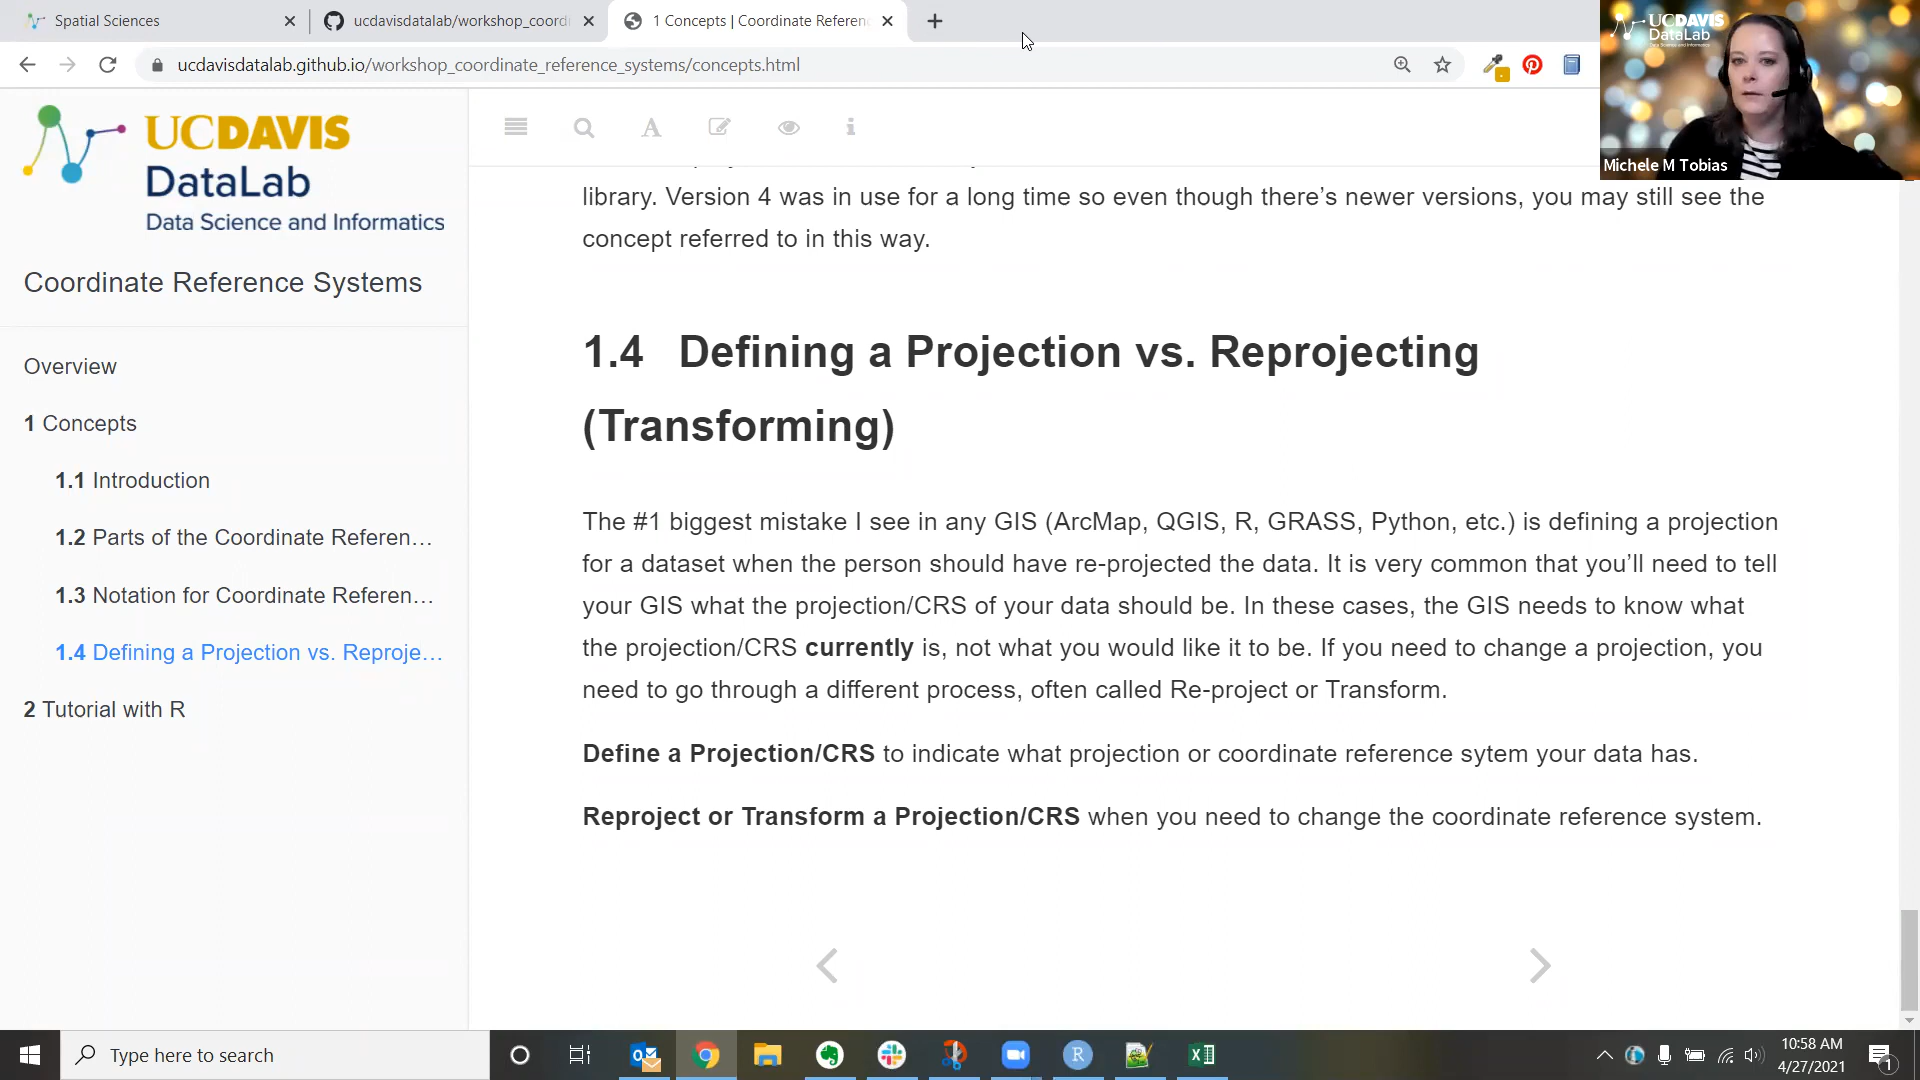 Spatial Sciences
ucdavisdatalab/workshop_coord
1 Concepts | Coordinate Referen
ucdavisdatalab.github.io/workshop_coordinate_reference_systems/concepts.html
UCDAVIS
DataLab
Data Science and Informatics
Michele M Tobias
UCDAVIS
DataLab
Data Science and Informatics
Coordinate Reference Systems
Overview
1 Concepts
1.1 Introduction
1.2 Parts of the Coordinate Referen…
1.3 Notation for Coordinate Referen…
1.4 Defining a Projection vs. Reproje…
2 Tutorial with R
library. Version 4 was in use for a long time so even though there’s newer versions, you may still see the
concept referred to in this way.
1.4 Defining a Projection vs. Reprojecting
(Transforming)
The #1 biggest mistake I see in any GIS (ArcMap, QGIS, R, GRASS, Python, etc.) is defining a projection
for a dataset when the person should have re-projected the data. It is very common that you’ll need to tell
your GIS what the projection/CRS of your data should be. In these cases, the GIS needs to know what
the projection/CRS currently is, not what you would like it to be. If you need to change a projection, you
need to go through a different process, often called Re-project or Transform.
Define a Projection/CRS to indicate what projection or coordinate reference sytem your data has.
Reproject or Transform a Projection/CRS when you need to change the coordinate reference system.
Type here to search
10:58 AM
4/27/2021
1